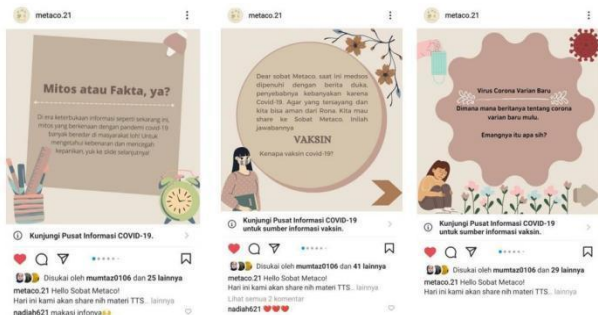 metaco.21
Mitos atau Fakta, ya?
Di era keterbukaan informasi seperti sekarang ini,
mitos yang berkenaan dengan pandemi covid-19
banyak beredar di masyarakat loh! Untuk
mengetahui kebenaran dan mencegah
kepanikan, yuk ke slide selanjutnya!
Kunjungi Pusat Informasi COVID-19.
Disukai oleh mumtaz0106 dan 25 lainnya
metaco.21 Hello Sobat Metaco!
Hari ini kami akan share nih materi TTS... lainnya
nadiah621 makasi infonya🙌
metaco.21
Dear sobat Metaco, saat ini medsos
dipenuhi dengan berita duka,
penyebabnya kebanyakan karena
Covid-19. Agar yang tersayang dan
kita bisa aman dari Rona. Kita mau
share ke Sobat Metaco. Inilah
jawabannya
VAKSIN
Kenapa vaksin covid-19?
Kunjungi Pusat Informasi COVID-19
untuk sumber informasi vaksin.
Disukai oleh mumtaz0106 dan 41 lainnya
metaco.21 Hello Sobat Metaco!
Hari ini kami akan share nih materi TTS... lainnya
Lihat semua 2 komentar
nadiah621 ❤❤❤
metaco.21
Virus Corona Varian Baru
Dimana mana beritanya tentang corona
varian baru mulu.
Emangnya itu apa sih?
Kunjungi Pusat Informasi COVID-19
untuk sumber informasi vaksin.
Disukai oleh mumtaz0106 dan 29 lainnya
metaco.21 Hello Sobat Metaco!
Hari ini kami akan share nih materi TTS... lainnya